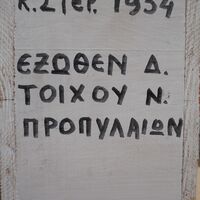 Κ. ΣΤΕΡ. 1954
ΕΞΩΘΕΝ Δ.
ΤΟΙΧΟΥ Ν.
ΠΡΟΠΥΛΑΙΩΝ